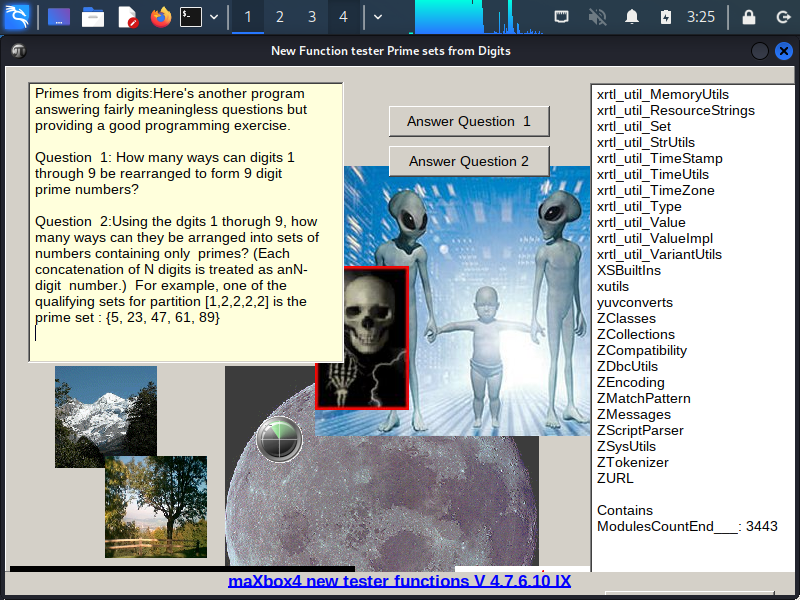 1 2 3 4 3:25
New Function tester Prime sets from Digits
Primes from digits:Here's another program
answering fairly meaningless questions but
providing a good programming exercise.
Question  1: How many ways can digits 1
through 9 be rearranged to form 9 digit
prime numbers?
Question  2:Using the dgits 1 thorugh 9, how
many ways can they be arranged into sets of
numbers containing only  primes? (Each
concatenation of N digits is treated as anN-
digit  number.)  For example, one of the
qualifying sets for partition [1,2,2,2,2] is the
prime set : {5, 23, 47, 61, 89}
Answer Question  1
Answer Question 2
xrtl_util_MemoryUtils
xrtl_util_ResourceStrings
xrtl_util_Set
xrtl_util_StrUtils
xrtl_util_TimeStamp
xrtl_util_TimeUtils
xrtl_util_TimeZone
xrtl_util_Type
xrtl_util_Value
xrtl_util_ValueImpl
xrtl_util_VariantUtils
XSBuiltIns
xutils
yuvconverts
ZClasses
ZCollections
ZCompatibility
ZDbcUtils
ZEncoding
ZMatchPattern
ZMessages
ZScriptParser
ZSysUtils
ZTokenizer
ZURL
Contains
ModulesCountEnd___: 3443
maXbox4 new tester functions V 4.7.6.10 IX